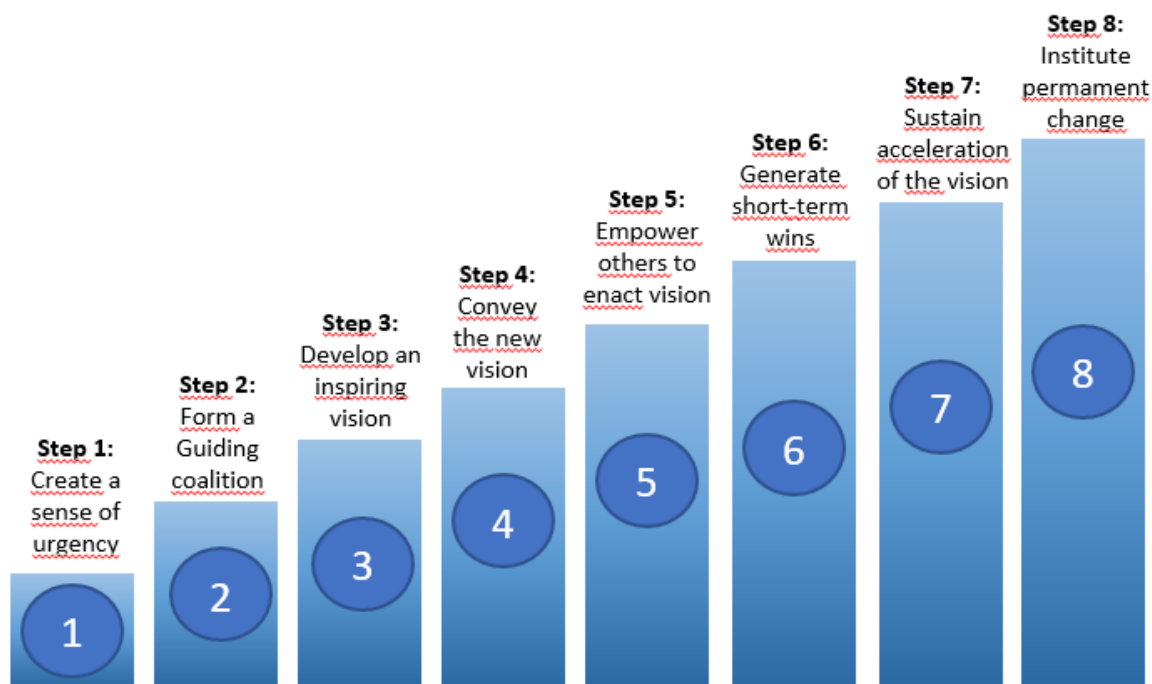 Step 1:
Create a
sense of
urgency
1
Step 2:
Form a
Guiding
coalition
2
Step 3:
Develop an
inspiring
vision
3
Step 4:
Convey
the new
vision
4
Step 5:
Empower
others to
enact vision
5
Step 6:
Generate
short-term
wins
6
Step 7:
Sustain
acceleration
of the vision
7
Step 8:
Institute
permament
change
8